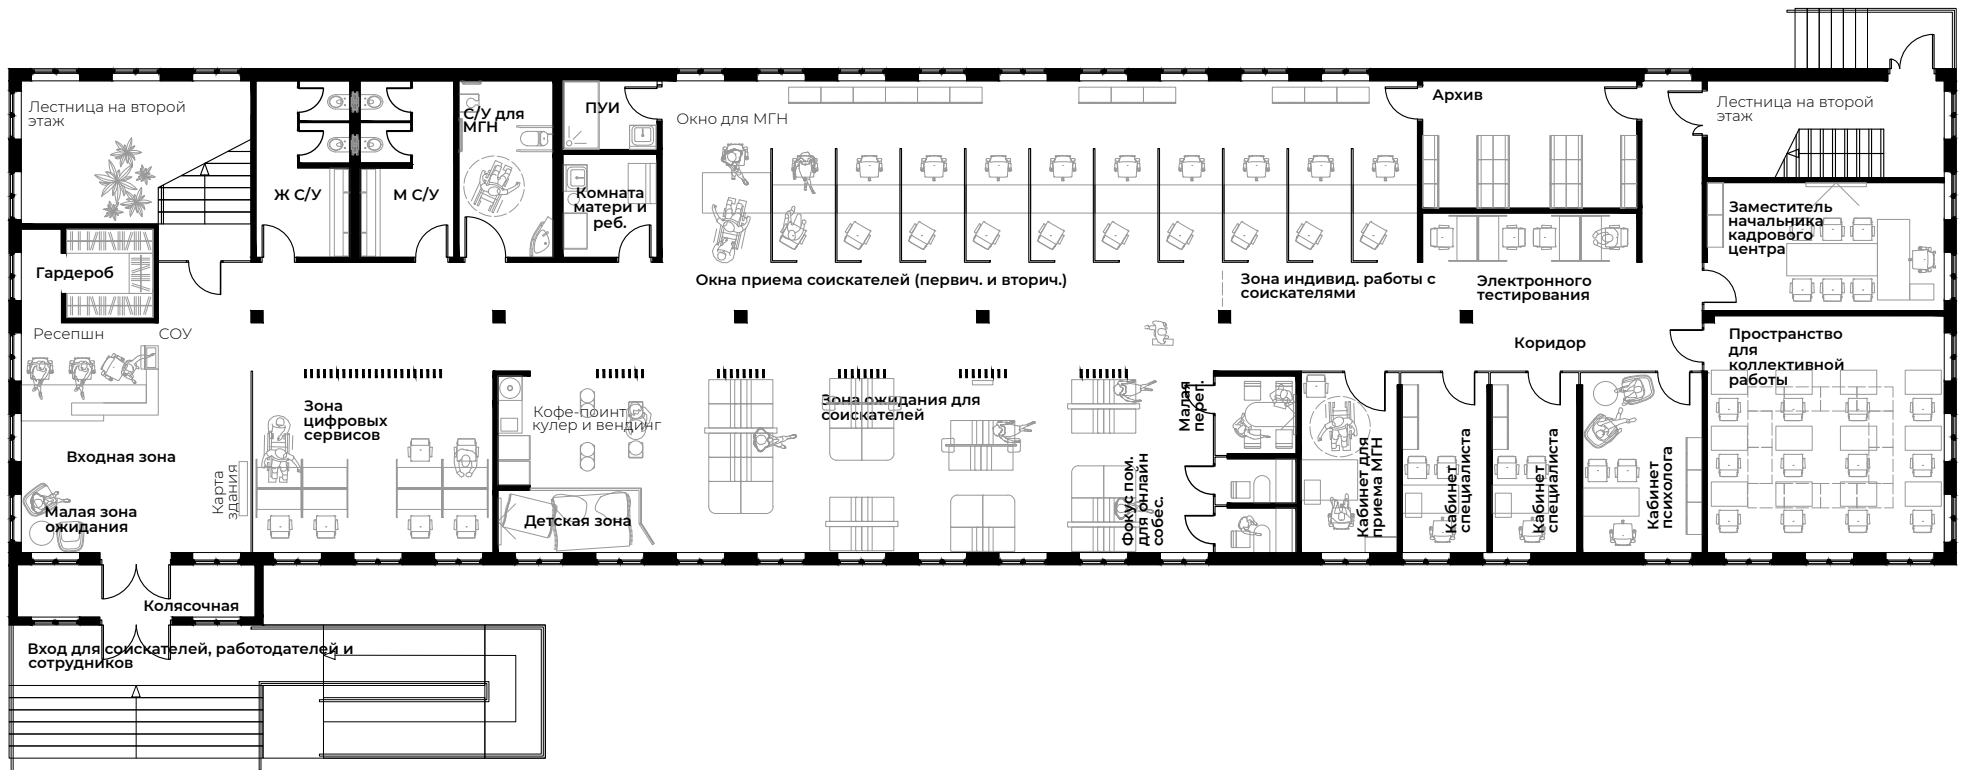 Лестница на второй
этаж
Ж С/У
М С/У
С/У для
МГН
ПУИ
Комната
матери и
реб.
Окно для МГН
Архив
Лестница на второй
этаж
Гардероб
Ресепшн
СОУ
Окна приема соискателей (первич. и вторич.)
Зона индивид. работы с
соискателями
Электронного
тестирования
Заместитель
начальника
кадрового
центра
Коридор
Пространство
для
коллективной
работы
Входная зона
Малая зона
ожидания
Карта
здания
Зона
цифровых
сервисов
Кофе-поинт
кулер и вендинг
Детская зона
Зона ожидания для
соискателей
Малая
перег.
Фокус пом.
для онлайн
собес.
Кабинет для
приема МГН
Кабинет
специалиста
Кабинет
специалиста
Кабинет
психолога
Колясочная
Вход для соискателей, работодателей и
сотрудников